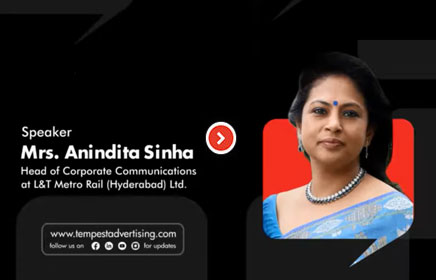 Speaker
Mrs. Anindita Sinha
Head of Corporate Communications
at L&T Metro Rail (Hyderabad) Ltd.
www.tempestadvertising.com
follow us on for updates